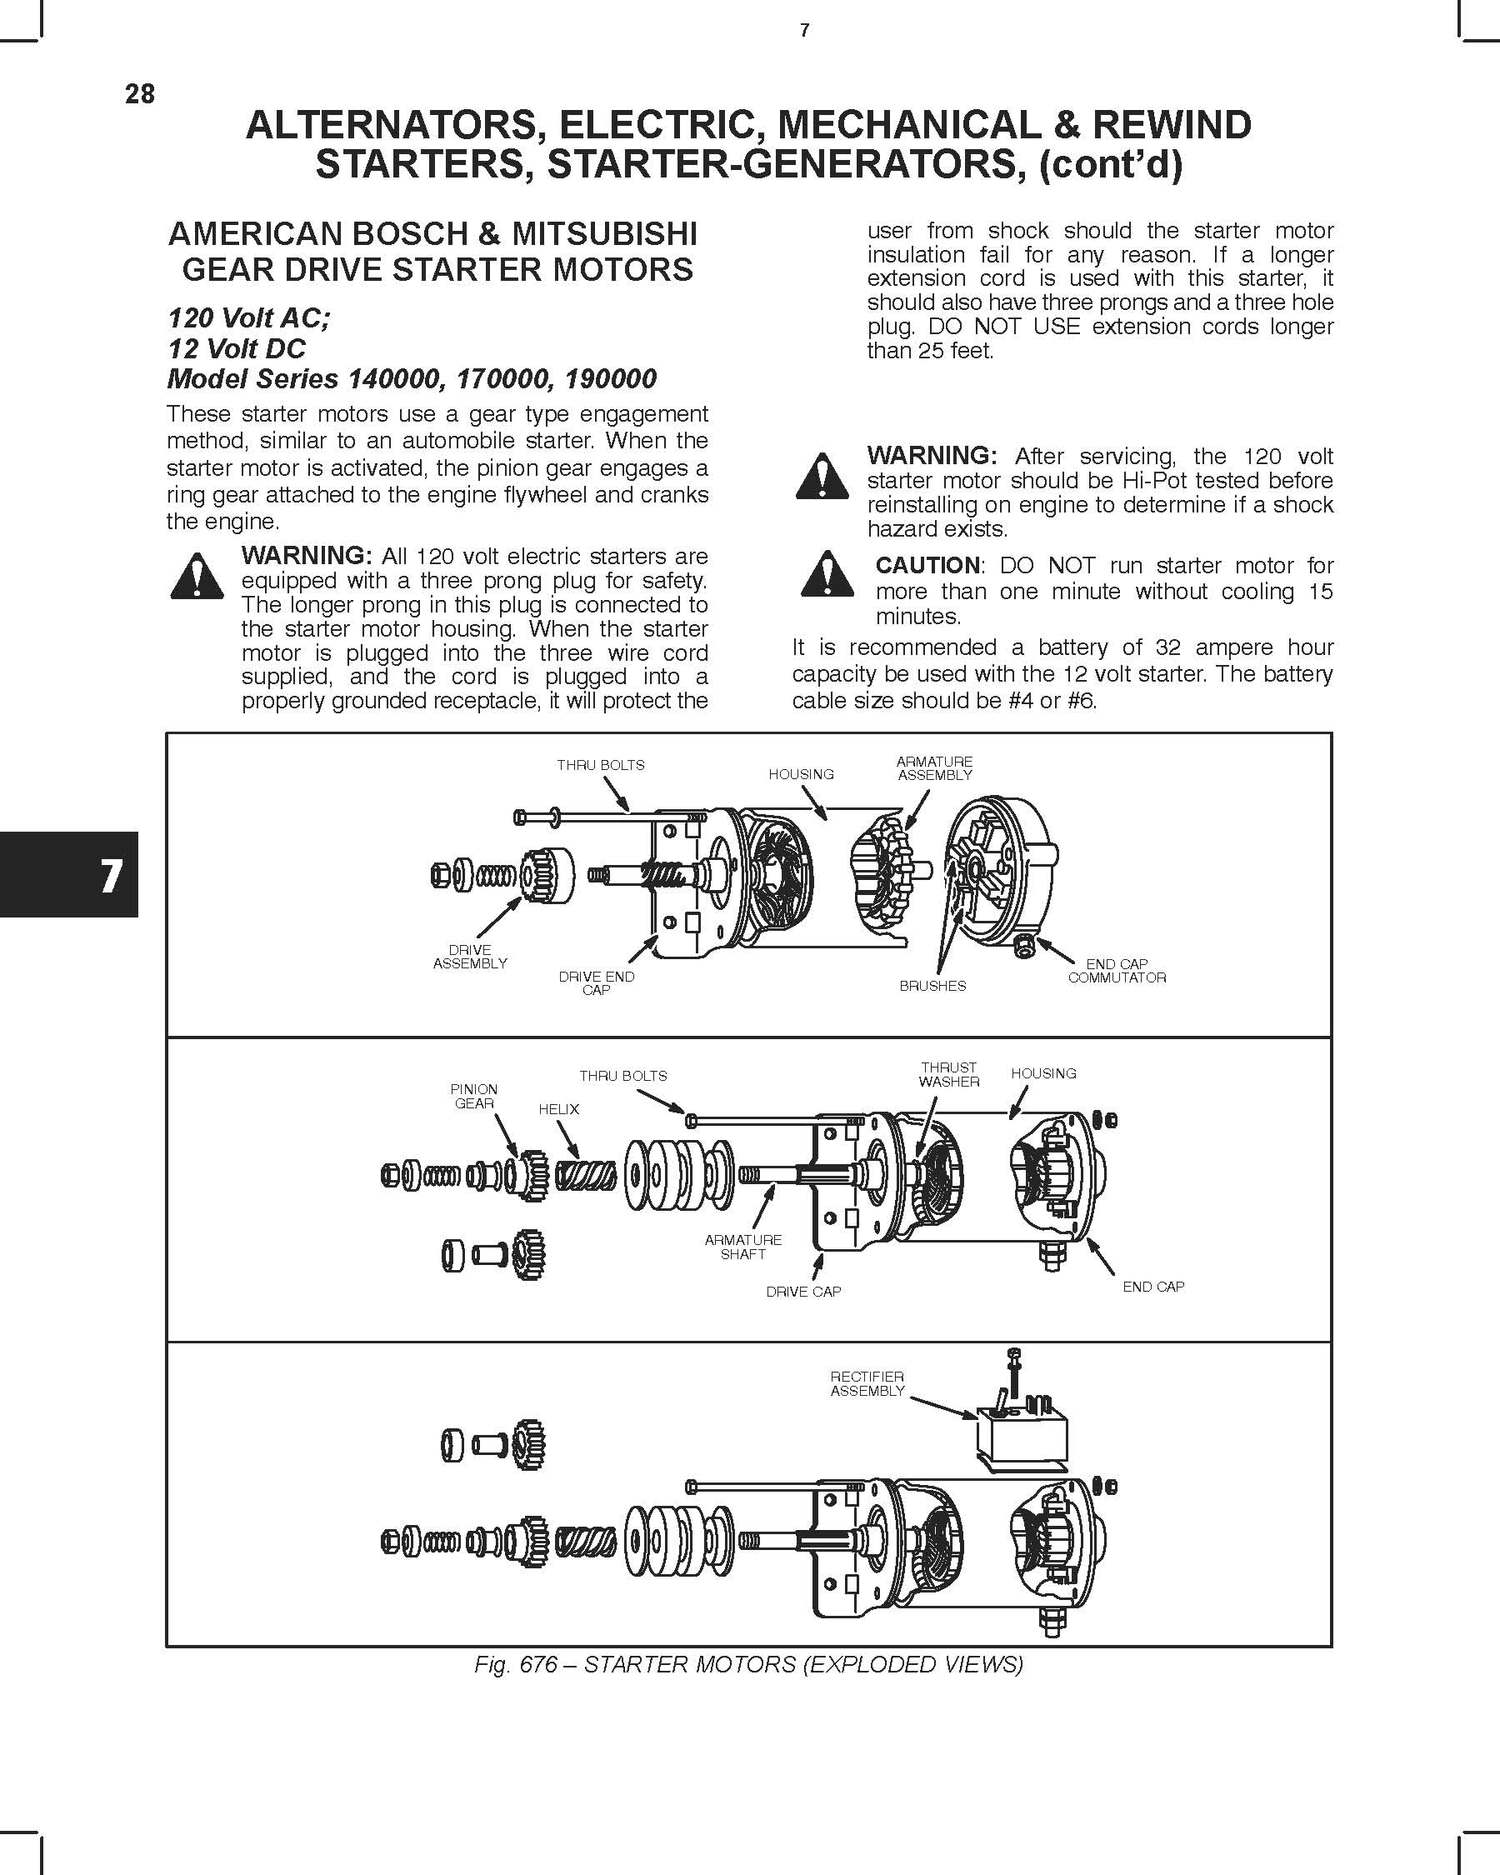 7
28
ALTERNATORS, ELECTRIC, MECHANICAL & REWIND
STARTERS, STARTER-GENERATORS, (cont’d)
AMERICAN BOSCH & MITSUBISHI
GEAR DRIVE STARTER MOTORS
120 Volt AC;
12 Volt DC
Model Series 140000, 170000, 190000
These starter motors use a gear type engagement
method, similar to an automobile starter. When the
starter motor is activated, the pinion gear engages a
ring gear attached to the engine flywheel and cranks
the engine.
WARNING: All 120 volt electric starters are
equipped with a three prong plug for safety.
The longer prong in this plug is connected to
the starter motor housing. When the starter
motor is plugged into the three wire cord
supplied, and the cord is plugged into a
properly grounded receptacle, it will protect the
user from shock should the starter motor
insulation fail for any reason. If a longer
extension cord is used with this starter, it
should also have three prongs and a three hole
plug. DO NOT USE extension cords longer
than 25 feet.
WARNING: After servicing, the 120 volt
starter motor should be Hi-Pot tested before
reinstalling on engine to determine if a shock
hazard exists.
CAUTION: DO NOT run starter motor for
more than one minute without cooling 15
minutes.
It is recommended a battery of 32 ampere hour
capacity be used with the 12 volt starter. The battery
cable size should be #4 or #6.
THRU BOLTS
HOUSING
ARMATURE
ASSEMBLY
DRIVE
ASSEMBLY
DRIVE END
CAP
BRUSHES
END CAP
COMMUTATOR
7
PINION
GEAR
HELIX
THRU BOLTS
THRUST
WASHER
HOUSING
ARMATURE
SHAFT
DRIVE CAP
END CAP
RECTIFIER
ASSEMBLY
Fig. 676 – STARTER MOTORS (EXPLODED VIEWS)